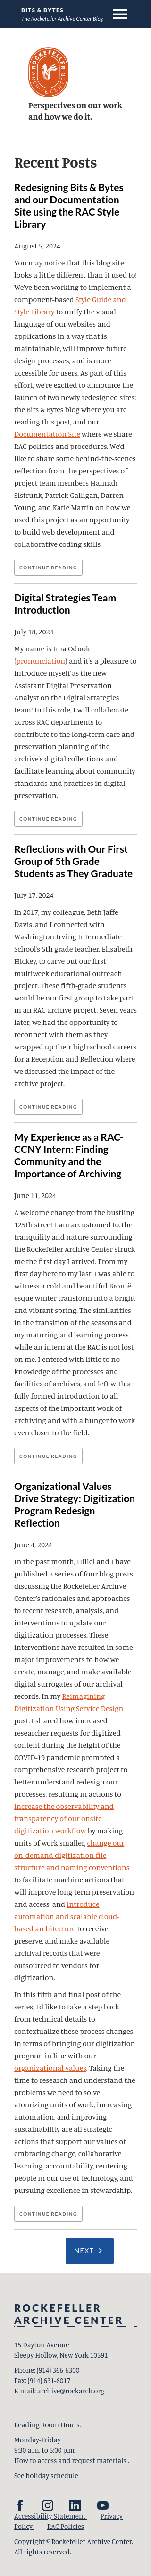 BITS & BYTES
The Rockefeller Archive Center Blog
ROCKEFELLER
ARCHIVE CENTER
Perspectives on our work
and how we do it.
Recent Posts
Redesigning Bits & Bytes
and our Documentation
Site using the RAC Style
Library
August 5, 2024
You may notice that this blog site
looks a little different than it used to!
We've been working to implement a
component-based Style Guide and
Style Library to unify the visual
language of our websites and
applications in a way that is
maintainable, will improve future
design processes, and is more
accessible for users. As part of this
effort, we're excited to announce the
launch of two newly redesigned sites:
the Bits & Bytes blog where you are
reading this post, and our
Documentation Site where we share
RAC policies and procedures. We'd
like to share some behind-the-scenes
reflection from the perspectives of
project team members Hannah
Sistrunk, Patrick Galligan, Darren
Young, and Katie Martin on how we
used this project as an opportunity
to build on web development and
collaborative coding skills.
CONTINUE READING
Digital Strategies Team
Introduction
July 18, 2024
My name is Ima Oduok
(pronunciation) and it's a pleasure to
introduce myself as the new
Assistant Digital Preservation
Analyst on the Digital Strategies
team! In this role, I will collaborate
across RAC departments to
contribute to the long-term care and
preservation planning of the
archive's digital collections and
facilitate learning about community
standards and practices in digital
preservation.
CONTINUE READING
Reflections with Our First
Group of 5th Grade
Students as They Graduate
July 17, 2024
In 2017, my colleague, Beth Jaffe-
Davis, and I connected with
Washington Irving Intermediate
School's 5th grade teacher, Elisabeth
Hickey, to carve out our first
multiweek educational outreach
project. These fifth-grade students
would be our first group to take part
in an RAC archive project. Seven years
later, we had the opportunity to
reconnect with them as they
wrapped up their high school careers
for a Reception and Reflection where
we discussed the impact of the
archive project.
CONTINUE READING
My Experience as a RAC-
CCNY Intern: Finding
Community and the
Importance of Archiving
June 11, 2024
A welcome change from the bustling
125th street I am accustomed to, the
tranquility and nature surrounding
the Rockefeller Archive Center struck
me the first day I arrived. From my
first day here to my last, I was able to
witness an eerily beautiful Brontë-
esque winter transform into a bright
and vibrant spring. The similarities
in the transition of the seasons and
my maturing and learning process
while an intern at the RAC is not lost
on me. I entered with little to no
knowledge of the processes and
facilities of archives, and left with a
fully formed introduction to all
aspects of the important work of
archiving and with a hunger to work
even closer to the field.
CONTINUE READING
Organizational Values
Drive Strategy: Digitization
Program Redesign
Reflection
June 4, 2024
In the past month, Hillel and I have
published a series of four blog posts
discussing the Rockefeller Archive
Center's rationales and approaches
to recent research, analysis, and
investments to update our
digitization processes. These
interventions have resulted in some
major improvements to how we
create, manage, and make available
digital surrogates of our archival
records. In my Reimagining
Digitization Using Service Design
post, I shared how increased
researcher requests for digitized
content during the height of the
COVID-19 pandemic prompted a
comprehensive project to better
understand and redesign our
processes, resulting in actions to
increase the observability and
transparency of our onsite
digitization workflow by making
units of work smaller, change our
on-demand digitization file
structure and naming conventions
to facilitate machine actions that
will improve long-term preservation
and access, and introduce
automation and scalable cloud-
based architecture to receive,
preserve, and make available
archival records that were
outsourced to vendors for
digitization.
In this fifth and final post of the
series, I'd like to take a step back
from technical details to
contextualize these process changes
in terms of bringing our digitization
program in line with our
organizational values. Taking the
time to research and understand the
problems we need to solve,
atomizing units of work, increasing
automation, and improving
sustainability are all strategic
actions that support our values of
embracing change, collaborative
learning, accountability, centering
people in our use of technology, and
pursuing excellence in stewardship.
CONTINUE READING
NEXT
ROCKEFELLER
ARCHIVE CENTER
15 Dayton Avenue
Sleepy Hollow, New York 10591
Phone: (914) 366-6300
Fax: (914) 631-6017
E-mail: archive@rockarch.org
Reading Room Hours:
Monday-Friday
9:30 a.m. to 5:00 p.m.
How to access and request materials.
See holiday schedule
Accessibility Statement Privacy
Policy RAC Policies
Copyright © Rockefeller Archive Center.
All rights reserved.